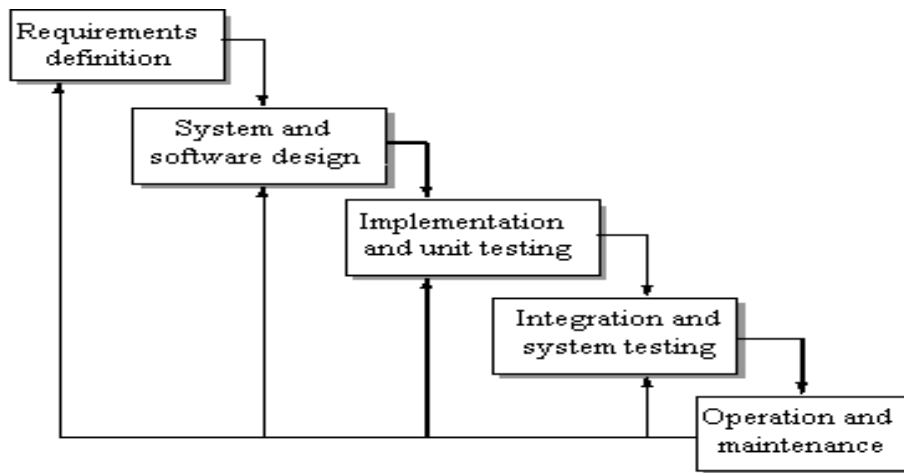 Requirements
definition
System and
software design
Implementation
and unit testing
Integration and
system testing
Operation and
maintenance